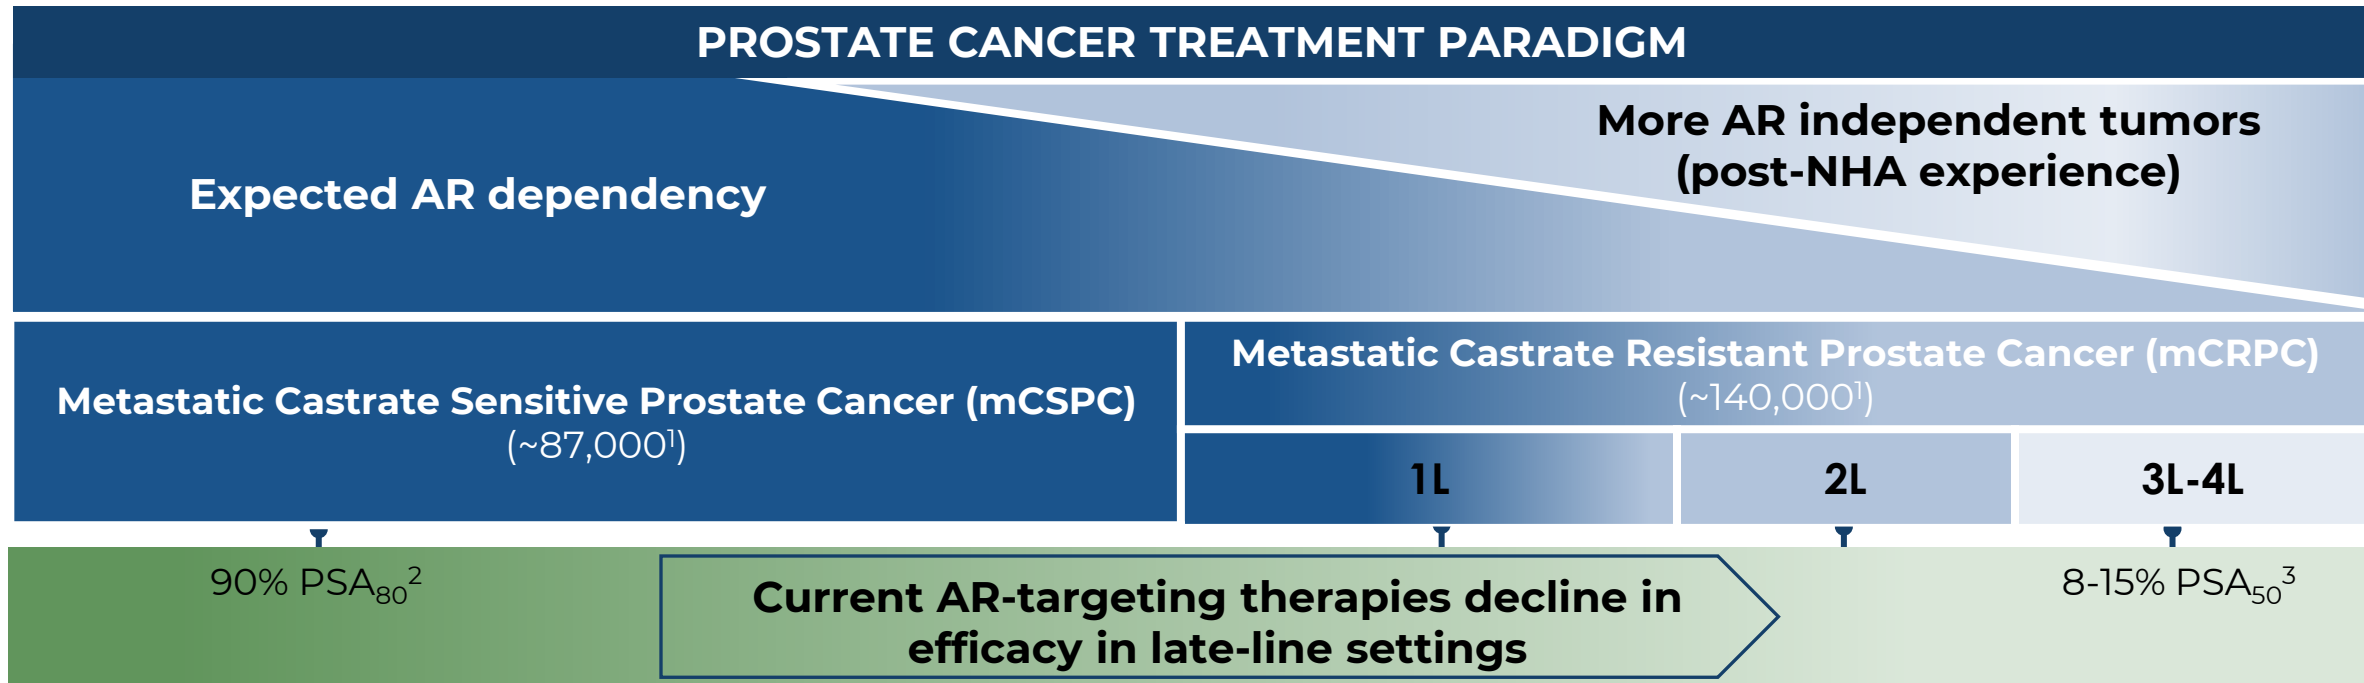 PROSTATE CANCER TREATMENT PARADIGM
Expected AR dependency
More AR independent tumors
(post-NHA experience)
Metastatic Castrate Sensitive Prostate Cancer (mCSPC)
(~87,000¹)
Metastatic Castrate Resistant Prostate Cancer (mCRPC)
(~140,000¹)
1L
2L
3L-4L
90% PSA₈₀²
Current AR-targeting therapies decline in
efficacy in late-line settings
8-15% PSA₅₀³